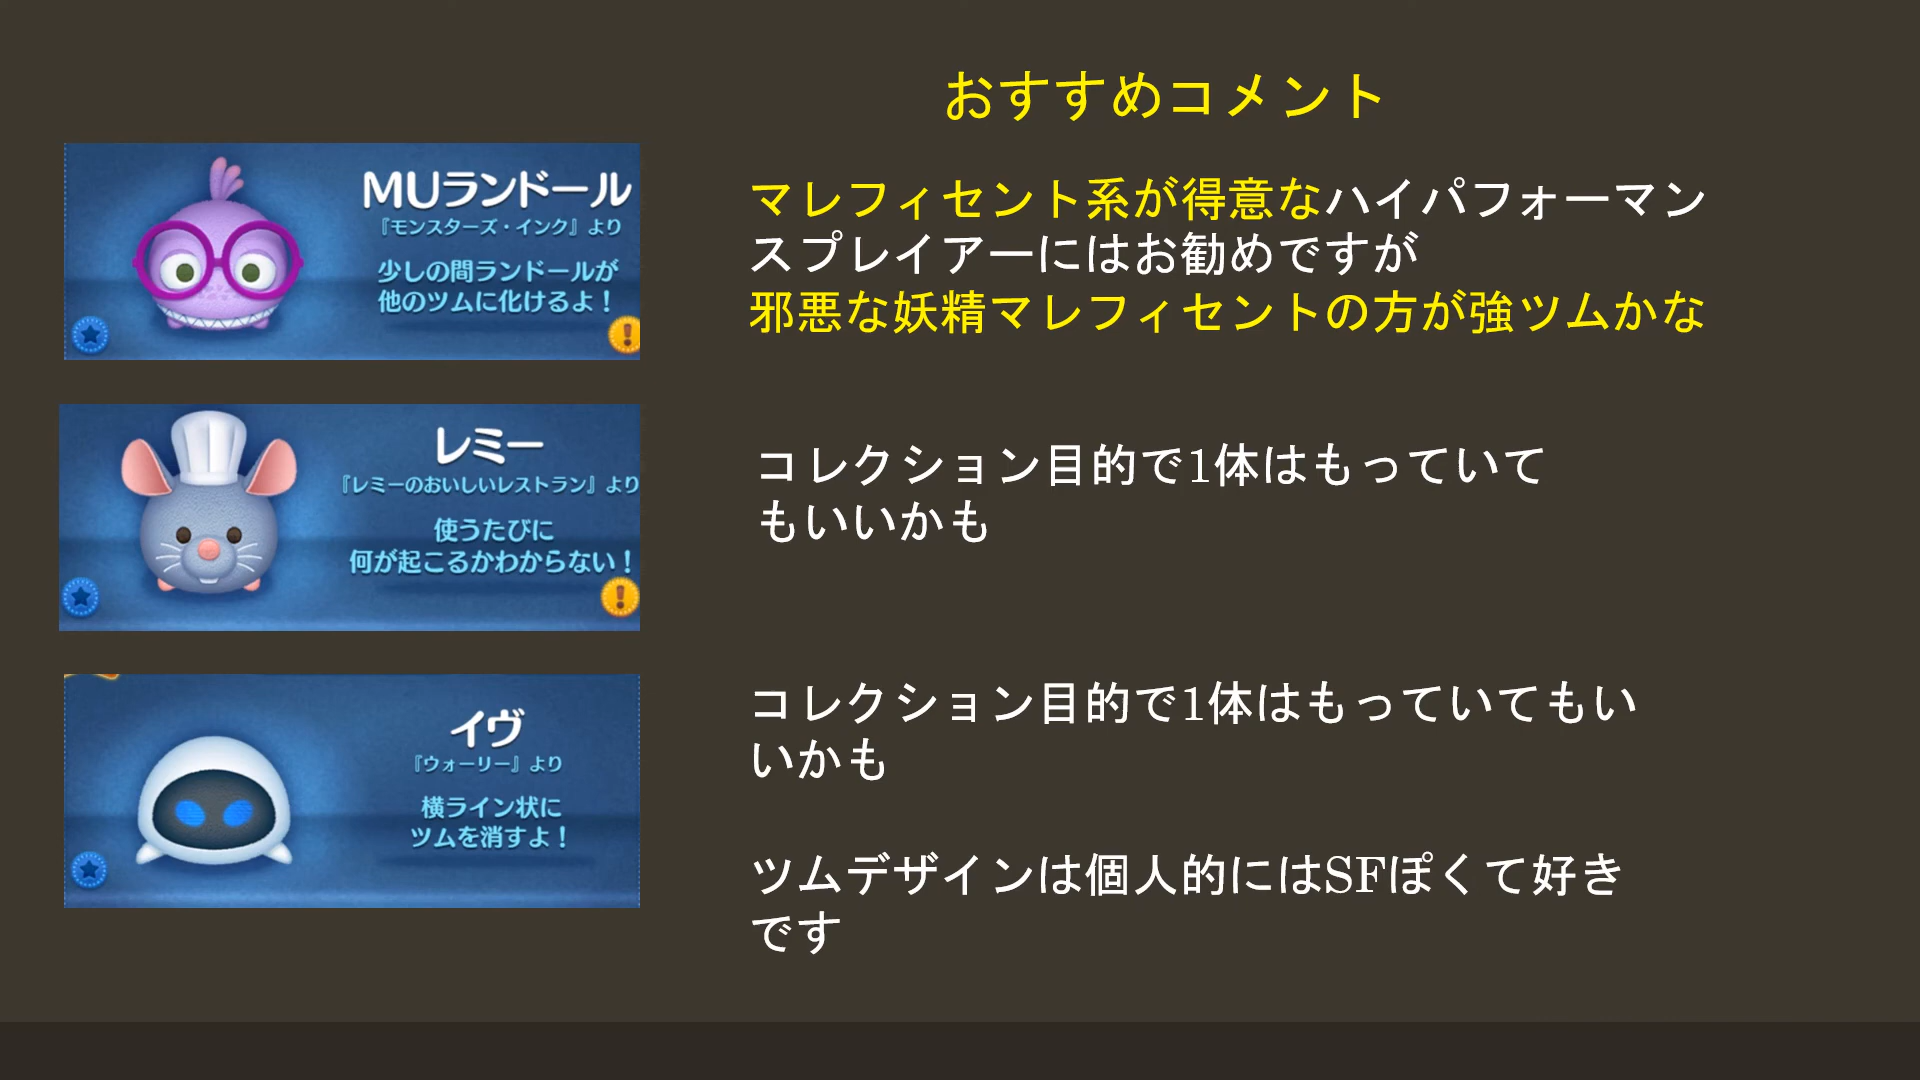 おすすめコメント
MUランドール
『モンスターズ・インク』より
少しの間ランドールが
他のツムに化けるよ！
マレフィセント系が得意なハイパフォーマン
スプレイアーにはお勧めですが
邪悪な妖精マレフィセントの方が強ツムかな
レミー
『レミーのおいしいレストラン』より
使うたびに
何が起こるかわからない！
コレクション目的で1体はもっていて
もいいかも
イヴ
『ウォーリー』より
横ライン状に
ツムを消すよ！
コレクション目的で1体はもっていてもい
いかも
ツムデザインは個人的にはSFぽくて好き
です